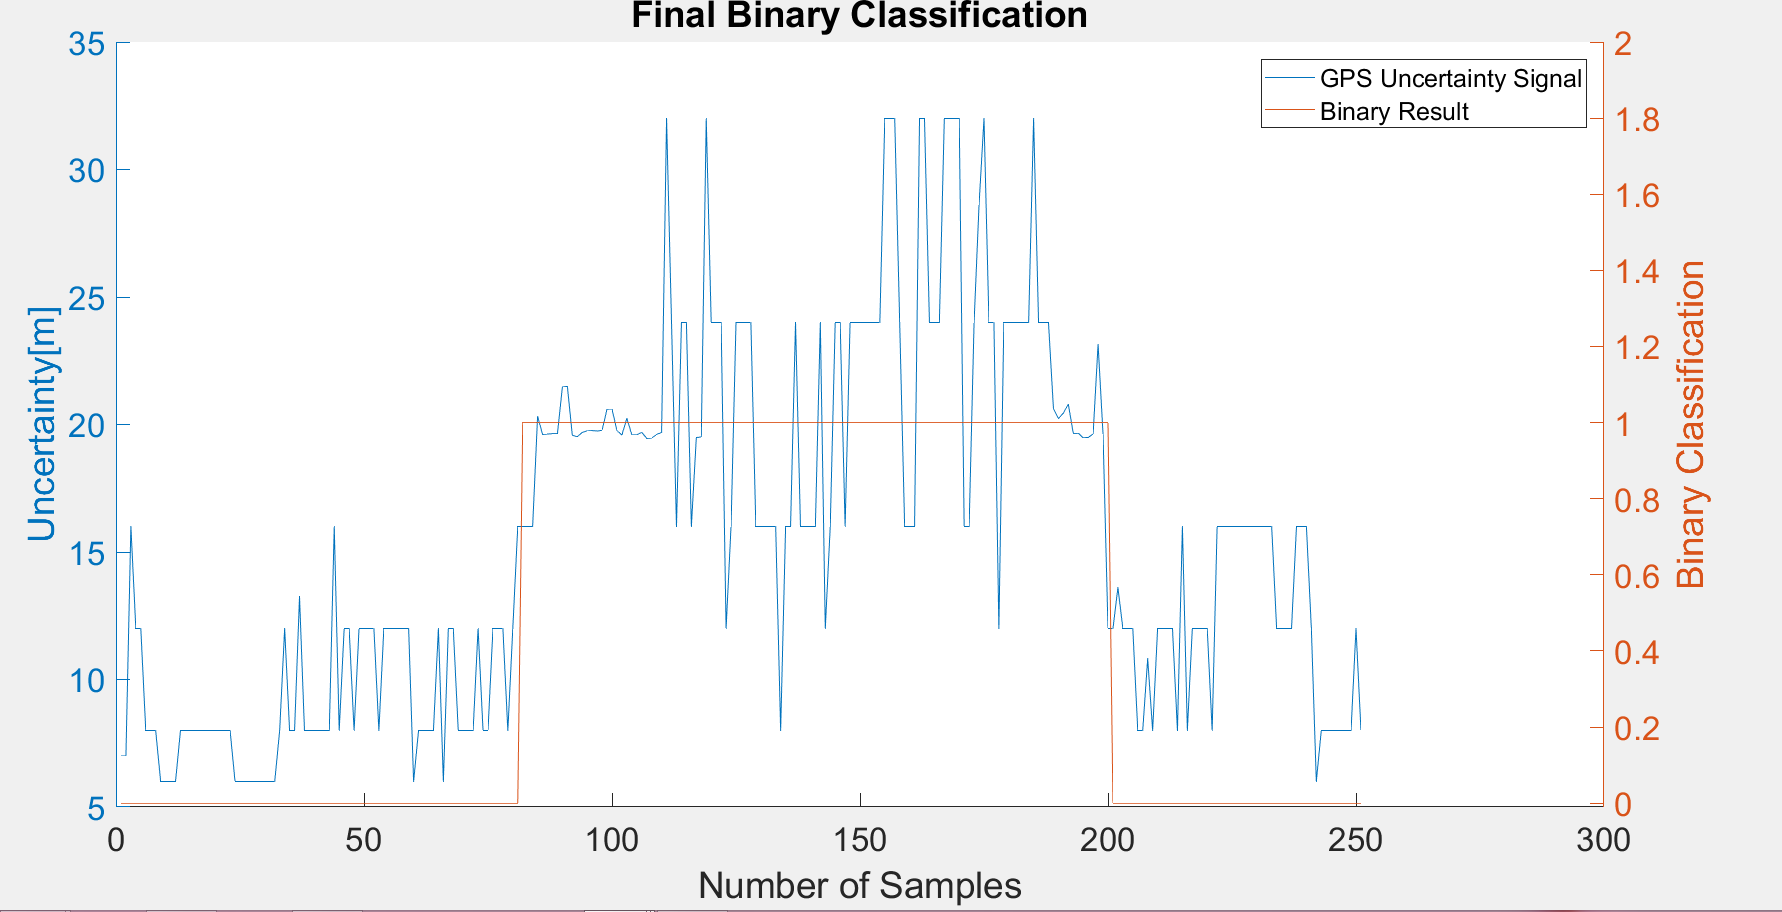 Final Binary Classification
35
30
25
20
15
10
5
Uncertainty[m]
2
1.8
1.6
1.4
1.2
1
0.8
0.6
0.4
0.2
0
Binary Classification
GPS Uncertainty Signal
Binary Result
0 50 100 150 200 250 300
Number of Samples